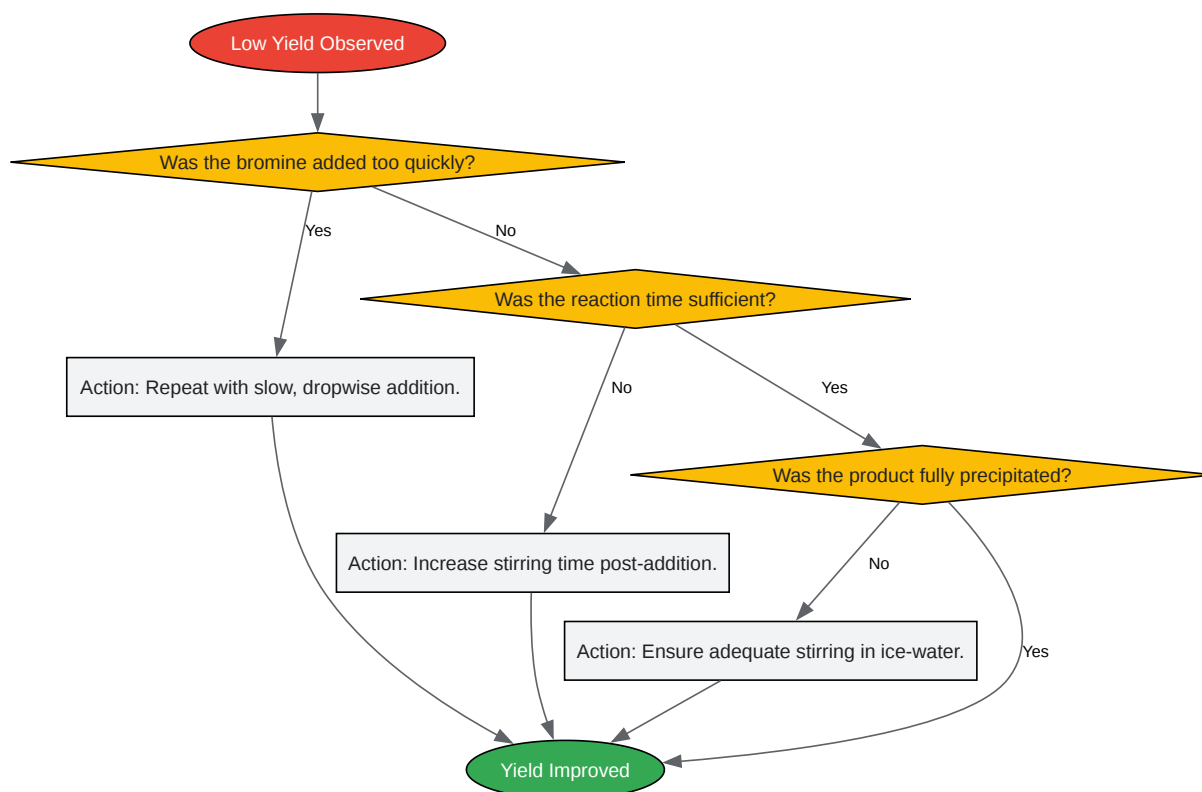 Low Yield Observed
Was the bromine added too quickly?
Yes
No
Was the reaction time sufficient?
Action: Repeat with slow, dropwise addition.
No
Yes
Was the product fully precipitated?
Action: Increase stirring time post-addition.
No
Action: Ensure adequate stirring in ice-water.
Yes
Yield Improved